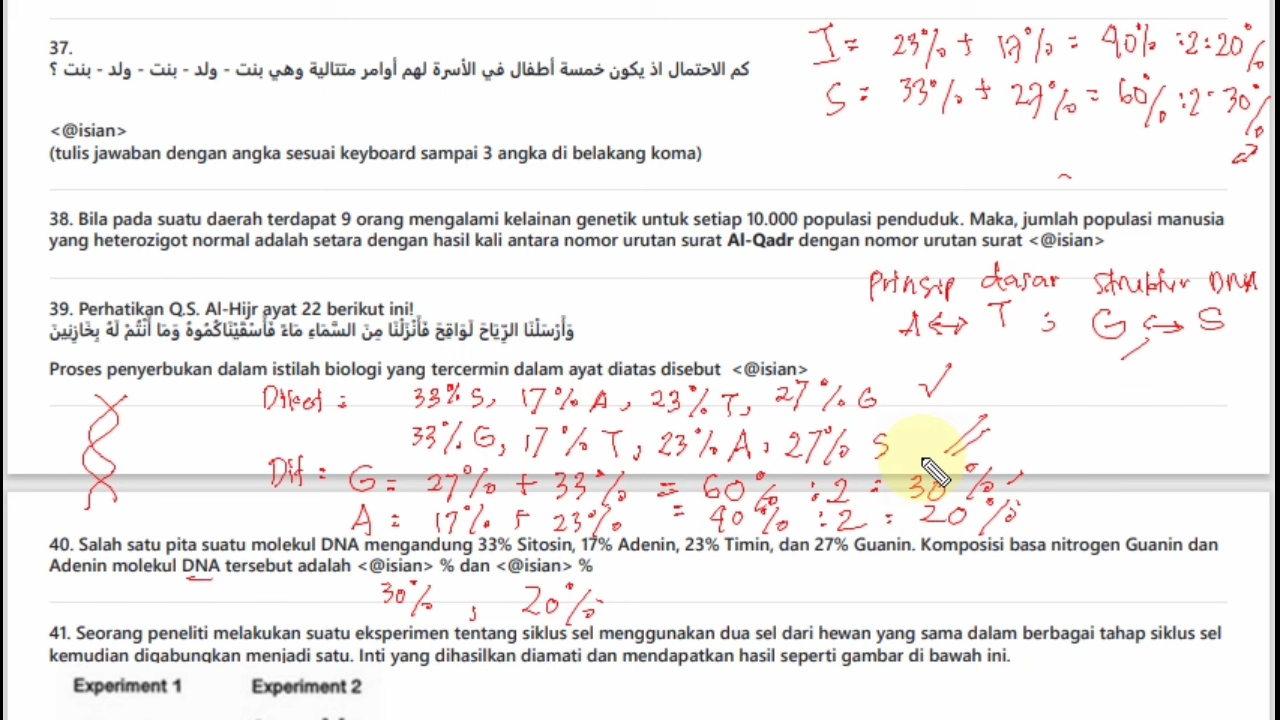 37.
كم الاحتمال اذ يكون خمسة أطفال في الأسرة لهم أوامر متتالية وهي بنت - ولد - بنت - ولد - بنت ؟
I = 23% + 17% = 40% :2 = 20%
S = 33% + 27% = 60% :2 = 30%
<@isian>
(tulis jawaban dengan angka sesuai keyboard sampai 3 angka di belakang koma)
38. Bila pada suatu daerah terdapat 9 orang mengalami kelainan genetik untuk setiap 10.000 populasi penduduk. Maka, jumlah populasi manusia
yang heterozigot normal adalah setara dengan hasil kali antara nomor urutan surat Al-Qadr dengan nomor urutan surat <@isian>
Prinsip dasar struktur DNA
A ↔ T ; G ↔ S
39. Perhatikan Q.S. Al-Hijr ayat 22 berikut ini!
وَأَرْسَلْنَا الرِّيَاحَ لَوَاقِحَ فَأَنْزَلْنَا مِنَ السَّمَاءِ مَاءً فَأَسْقَيْنَاكُمُوهُ وَمَا أَنْتُمْ لَهُ بِخَازِنِينَ
Proses penyerbukan dalam istilah biologi yang tercermin dalam ayat diatas disebut <@isian>
33% S, 17% A, 23% T, 27% G
33% G, 17% T, 23% A, 27% S
Dit = G = 27% + 33% = 60% :2 = 30%
A = 17% + 23% = 40% :2 = 20%
40. Salah satu pita suatu molekul DNA mengandung 33% Sitosin, 17% Adenin, 23% Timin, dan 27% Guanin. Komposisi basa nitrogen Guanin dan
Adenin molekul DNA tersebut adalah <@isian> % dan <@isian> %
30% , 20%
41. Seorang peneliti melakukan suatu eksperimen tentang siklus sel menggunakan dua sel dari hewan yang sama dalam berbagai tahap siklus sel
kemudian digabungkan menjadi satu. Inti yang dihasilkan diamati dan mendapatkan hasil seperti gambar di bawah ini.
Experiment 1 Experiment 2